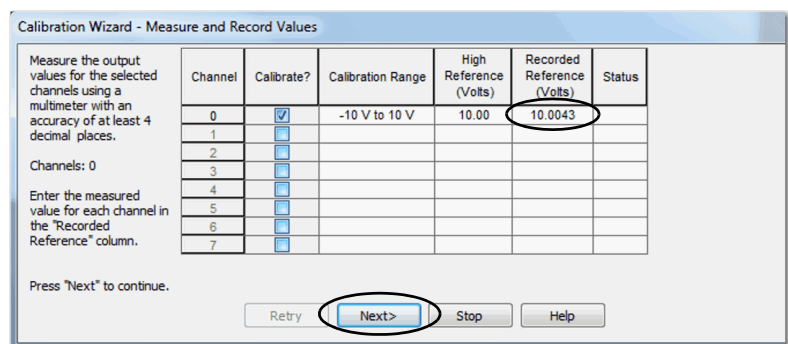 Calibration Wizard - Measure and Record Values
Measure the output
values for the selected
channels using a
multimeter with an
accuracy of at least 4
decimal places.
Channels: 0
Enter the measured
value for each channel in
the "Recorded
Reference" column.
Press "Next" to continue.
Channel Calibrate? Calibration Range High Reference (Volts) Recorded Reference (Volts) Status
0 -10 V to 10 V 10.00 10.0043
1
2
3
4
5
6
7
Retry Next> Stop Help